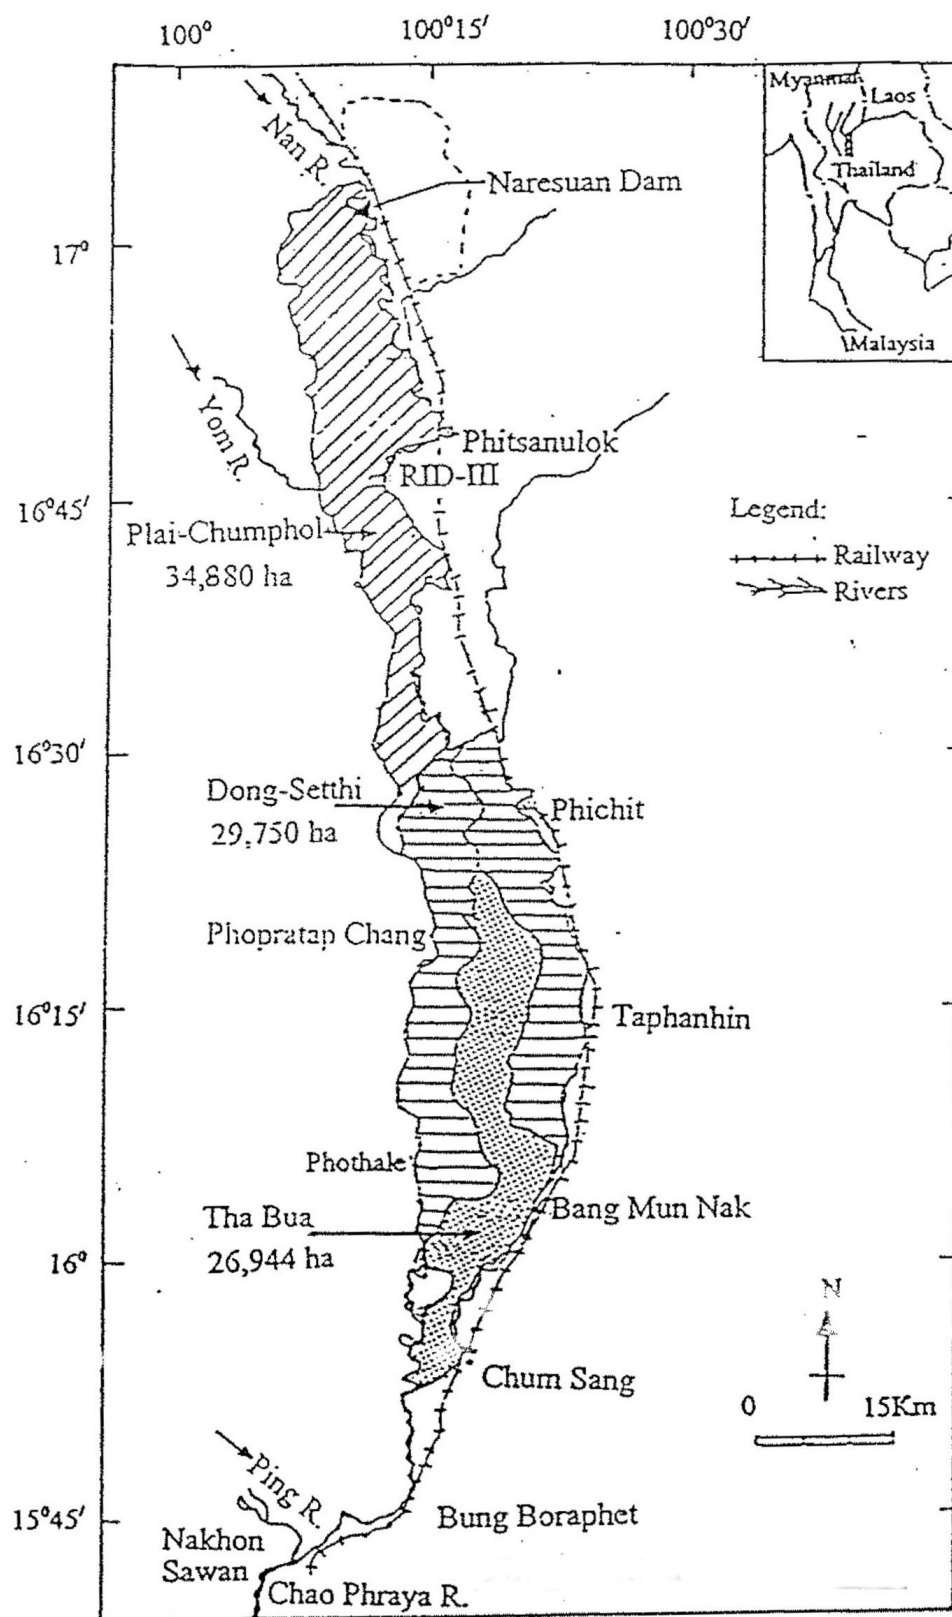 100° 100°15′ 100°30′
Myanmar
Laos
Thailand
Malaysia
Nan R.
Naresuan Dam
17°
Yom R.
Phitsanulok
RID-III
16°45′
Plai-Chumphol
34,880 ha
Legend:
Railway
Rivers
16°30′
Dong-Setthi
29,750 ha
Phichit
Phopratap Chang
16°15′
Taphanhin
Phothale
Bang Mun Nak
Tha Bua
26,944 ha
16°
N
Chum Sang
0 15Km
Ping R.
15°45′
Bung Boraphet
Nakhon
Sawan
Chao Phraya R.